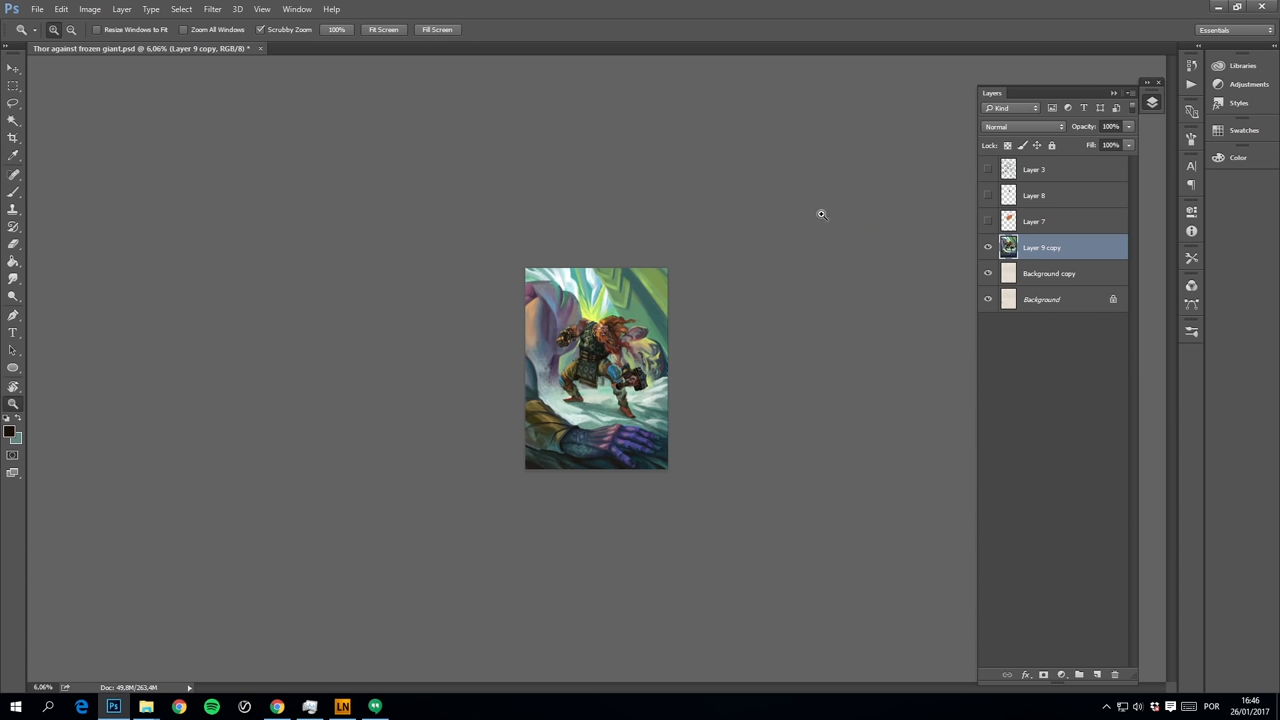 Ps File Edit Image Layer Type Select Filter 3D View Window Help
Resize Windows to Fit Zoom All Windows Scrubby Zoom 100% Fit Screen Fill Screen Essentials
Thor against frozen giant.psd @ 6,06% (Layer 9 copy, RGB/8) *
Libraries
Adjustments
Styles
Swatches
Color
Layers
Kind
Normal Opacity: 100%
Lock: Fill: 100%
Layer 3
Layer 8
Layer 7
Layer 9 copy
Background copy
Background
6,06% Doc: 49,8M/263,4M
Ps LN POR 16:46
26/01/2017